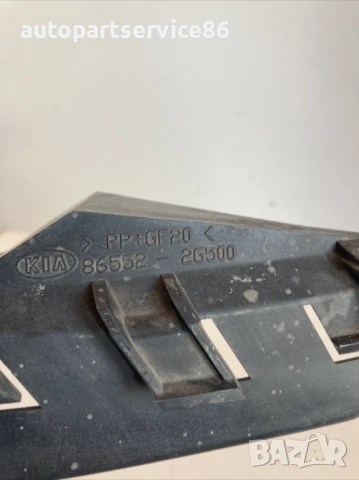 autopartservice86
> PP+GF20 <
KIA 86552 - 2G500
BAZAR